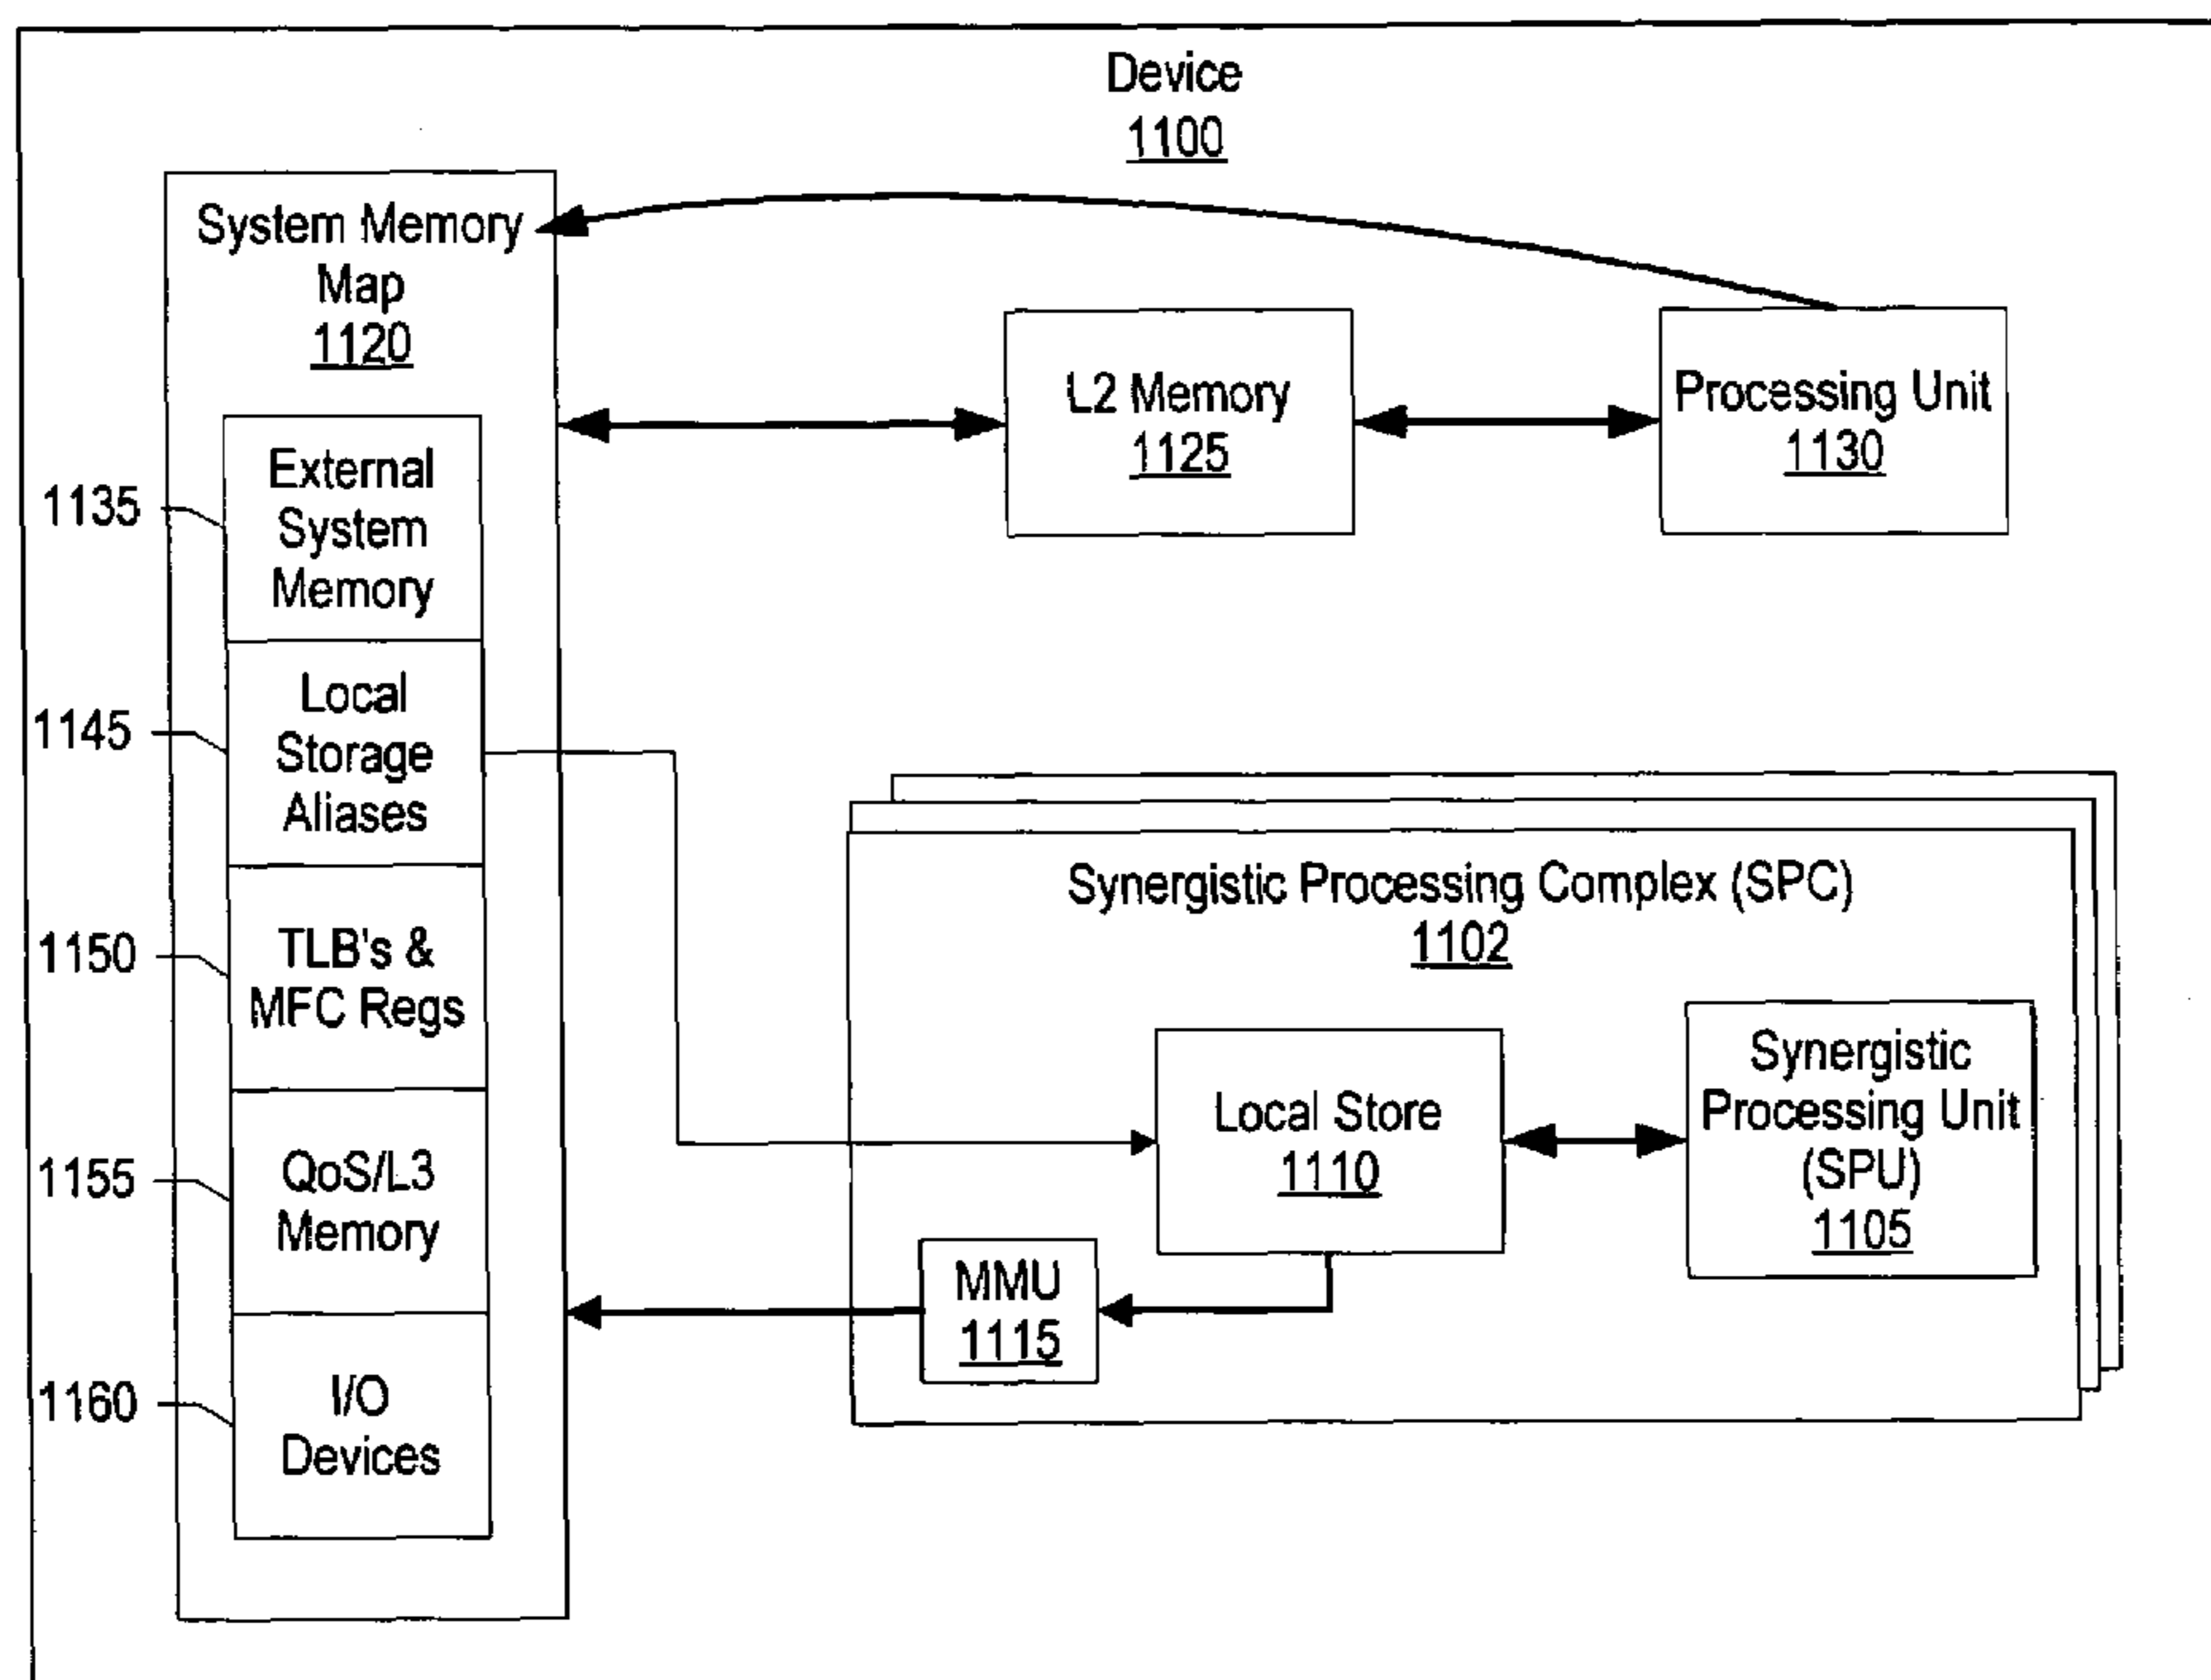 Device
1100
System Memory
Map
1120
L2 Memory
1125
Processing Unit
1130
1135
External
System
Memory
1145
Local
Storage
Aliases
1150
TLB's &
MFC Regs
1155
QoS/L3
Memory
1160
I/O
Devices
Synergistic Processing Complex (SPC)
1102
Local Store
1110
Synergistic
Processing Unit
(SPU)
1105
MMU
1115